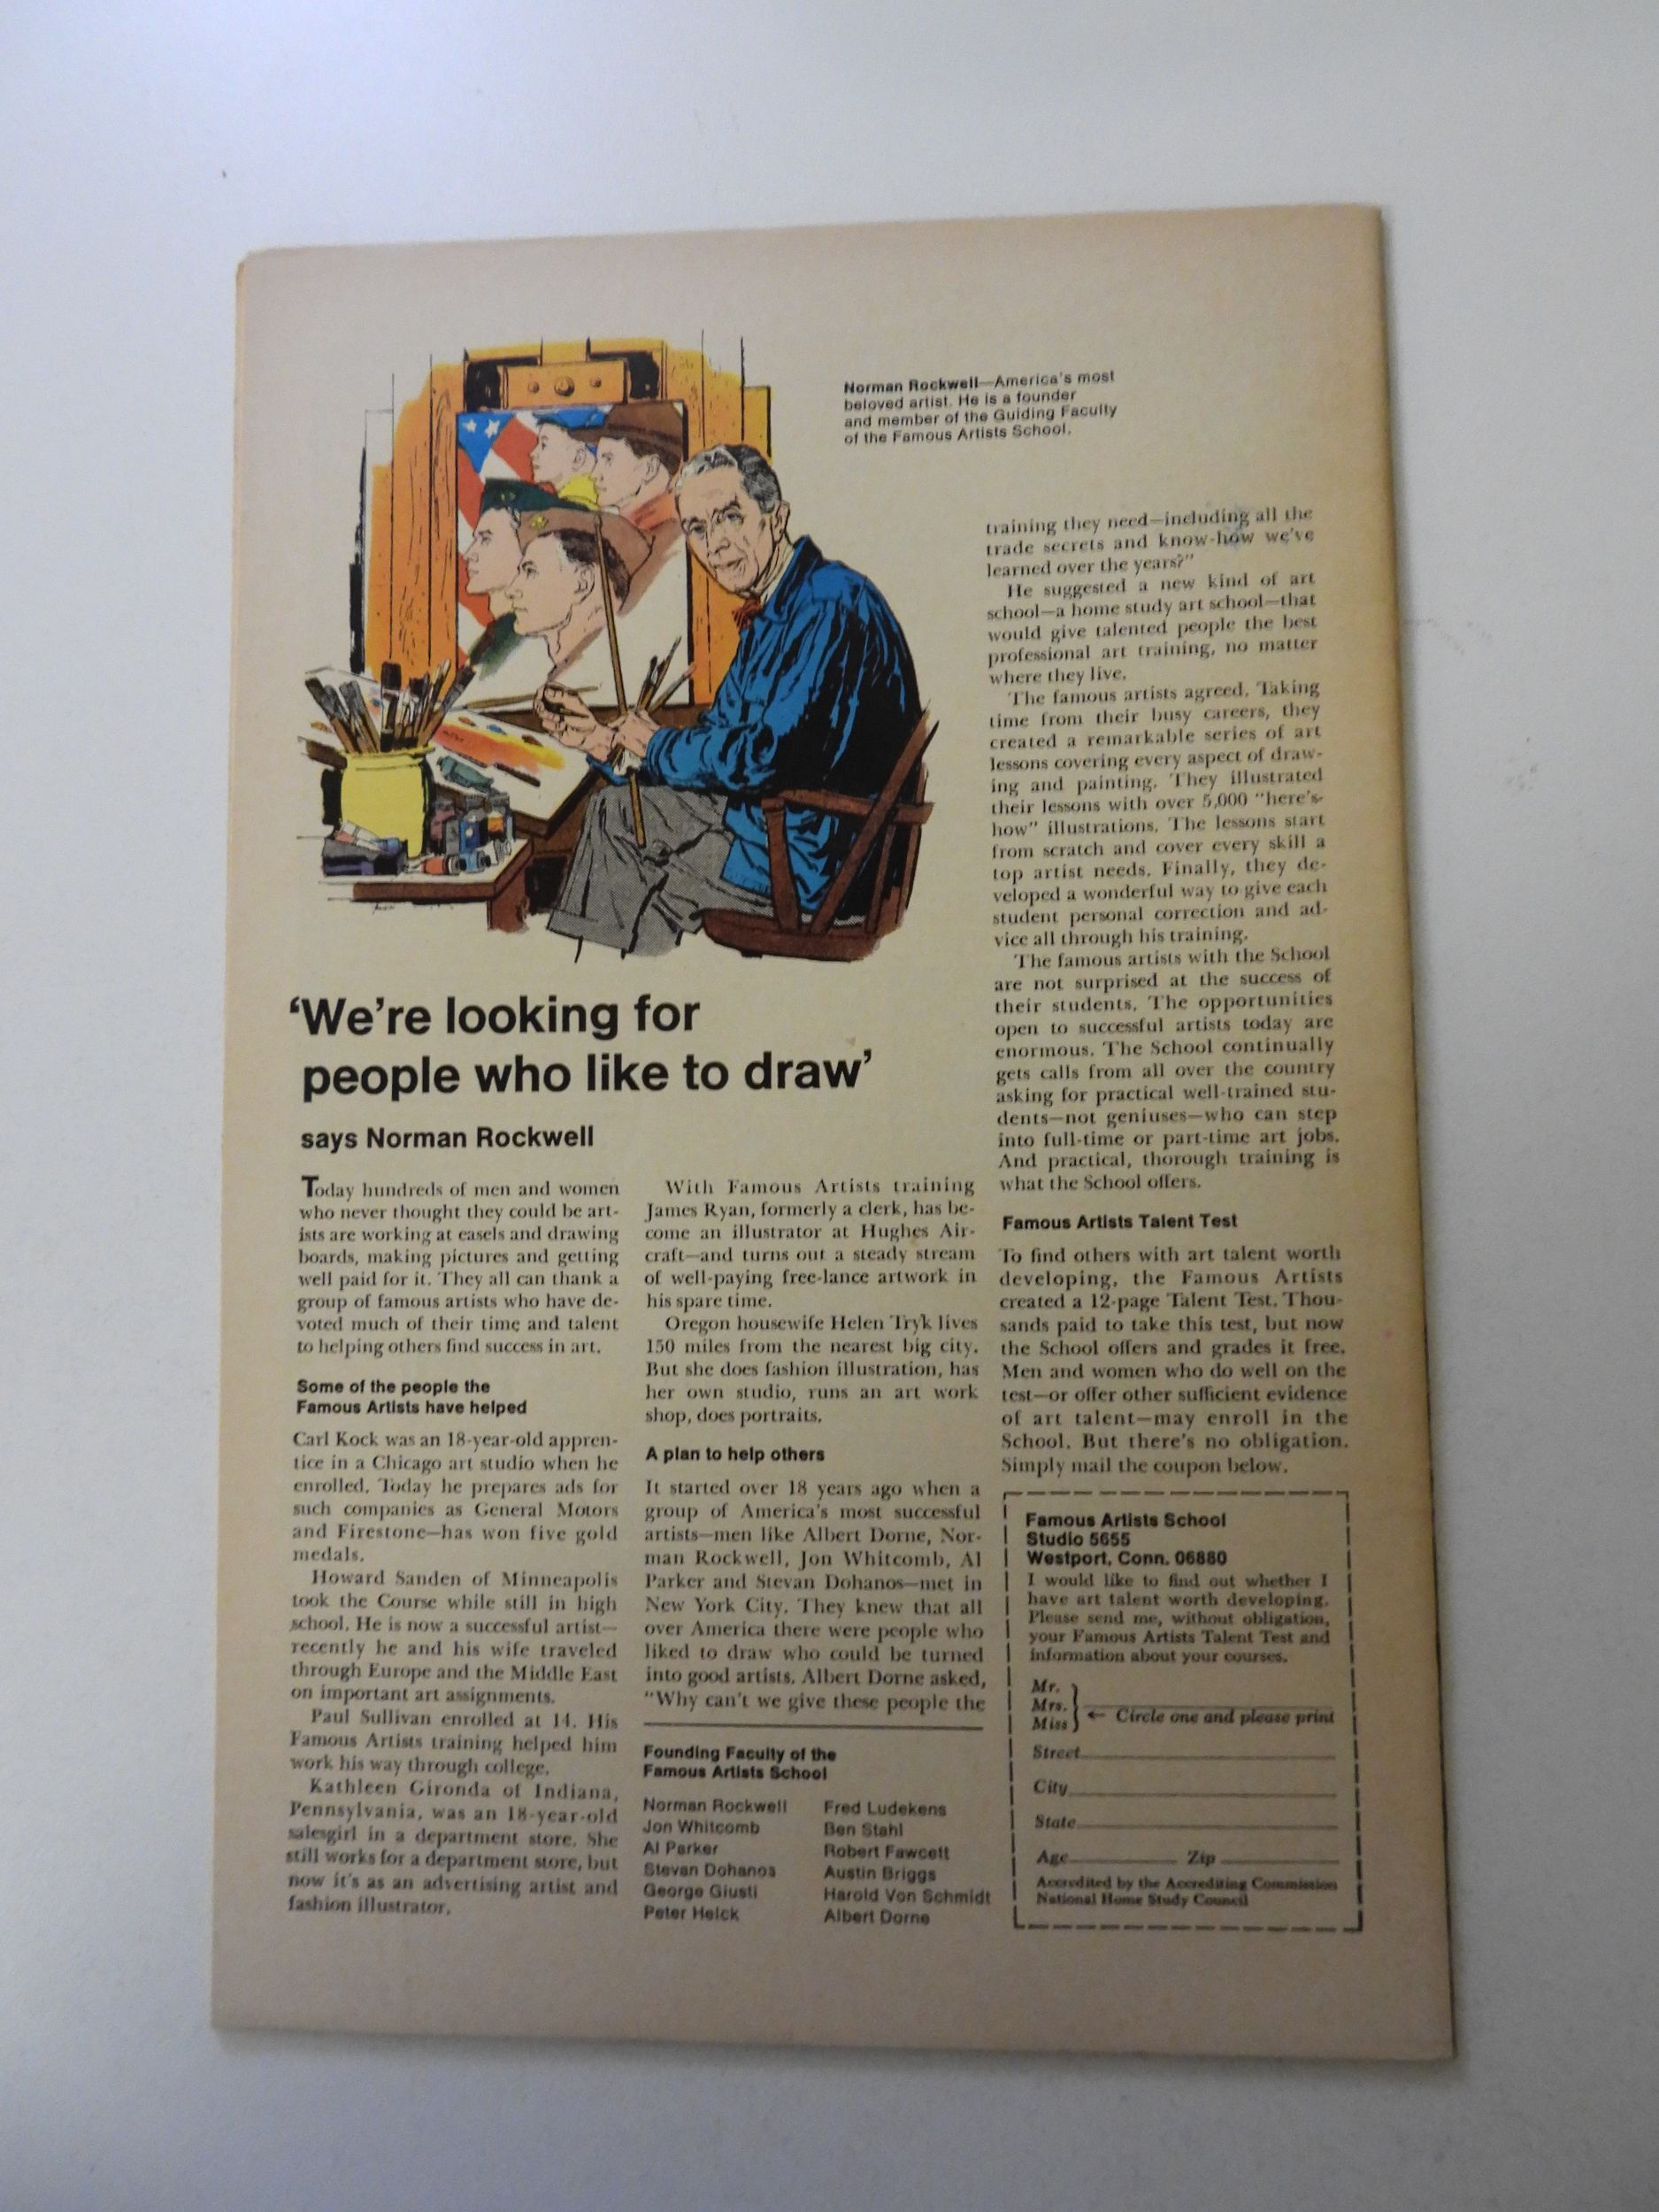 Norman Rockwell—America's most
beloved artist. He is a founder
and member of the Guiding Faculty
of the Famous Artists School.
'We're looking for
people who like to draw'
says Norman Rockwell
Today hundreds of men and women
who never thought they could be art-
ists are working at easels and drawing
boards, making pictures and getting
well paid for it. They all can thank a
group of famous artists who have de-
voted much of their time and talent
to helping others find success in art.
Some of the people the
Famous Artists have helped
Carl Kock was an 18-year-old appren-
tice in a Chicago art studio when he
enrolled. Today he prepares ads for
such companies as General Motors
and Firestone—has won five gold
medals.
Howard Sanden of Minneapolis
took the Course while still in high
school. He is now a successful artist—
recently he and his wife traveled
through Europe and the Middle East
on important art assignments.
Paul Sullivan enrolled at 14. His
Famous Artists training helped him
work his way through college.
Kathleen Gironda of Indiana,
Pennsylvania, was an 18-year-old
salesgirl in a department store. She
still works for a department store, but
now it's as an advertising artist and
fashion illustrator.
With Famous Artists training
James Ryan, formerly a clerk, has be-
come an illustrator at Hughes Air-
craft—and turns out a steady stream
of well-paying free-lance artwork in
his spare time.
Oregon housewife Helen Tryk lives
150 miles from the nearest big city.
But she does fashion illustration, has
her own studio, runs an art work
shop, does portraits.
A plan to help others
It started over 18 years ago when a
group of America's most successful
artists—men like Albert Dorne, Nor-
man Rockwell, Jon Whitcomb, Al
Parker and Stevan Dohanos—met in
New York City. They knew that all
over America there were people who
liked to draw who could be turned
into good artists. Albert Dorne asked,
"Why can't we give these people the
Founding Faculty of the
Famous Artists School
Norman Rockwell
Jon Whitcomb
Al Parker
Stevan Dohanos
George Giusti
Peter Helck
Fred Ludekens
Ben Stahl
Robert Fawcett
Austin Briggs
Harold Von Schmidt
Albert Dorne
training they need—including all the
trade secrets and know-how we've
learned over the years?"
He suggested a new kind of art
school—a home study art school—that
would give talented people the best
professional art training, no matter
where they live.
The famous artists agreed. Taking
time from their busy careers, they
created a remarkable series of art
lessons covering every aspect of draw-
ing and painting. They illustrated
their lessons with over 5,000 "here's-
how" illustrations. The lessons start
from scratch and cover every skill a
top artist needs. Finally, they de-
veloped a wonderful way to give each
student personal correction and ad-
vice all through his training.
The famous artists with the School
are not surprised at the success of
their students. The opportunities
open to successful artists today are
enormous. The School continually
gets calls from all over the country
asking for practical well-trained stu-
dents—not geniuses—who can step
into full-time or part-time art jobs.
And practical, thorough training is
what the School offers.
Famous Artists Talent Test
To find others with art talent worth
developing, the Famous Artists
created a 12-page Talent Test. Thou-
sands paid to take this test, but now
the School offers and grades it free.
Men and women who do well on the
test—or offer other sufficient evidence
of art talent—may enroll in the
School. But there's no obligation.
Simply mail the coupon below.
Famous Artists School
Studio 5655
Westport, Conn. 06880
I would like to find out whether I
have art talent worth developing.
Please send me, without obligation,
your Famous Artists Talent Test and
information about your courses.
Mr.
Mrs.
Miss
← Circle one and please print
Street
City
State
Age Zip
Accredited by the Accrediting Commission
National Home Study Council